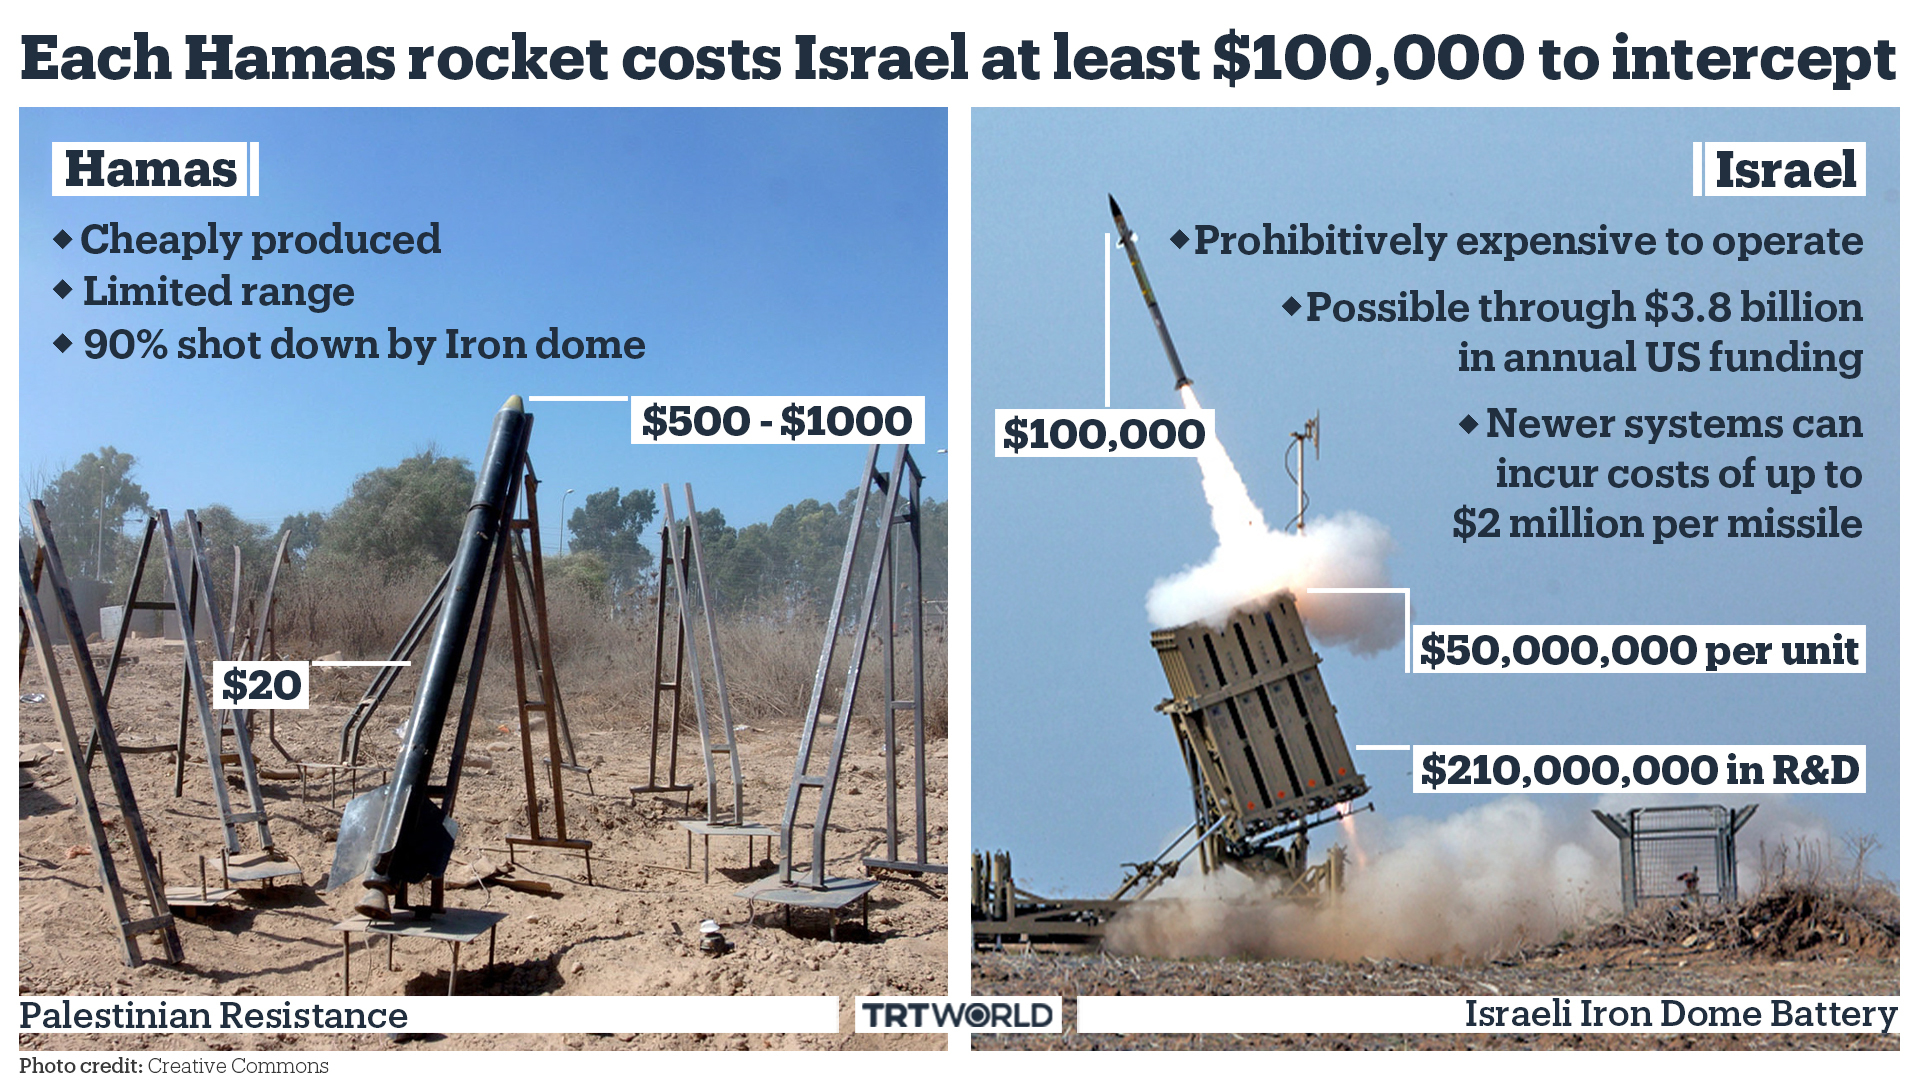 Each Hamas rocket costs Israel at least $100,000 to intercept
Hamas
◆ Cheaply produced
◆ Limited range
◆ 90% shot down by Iron dome
$500 - $1000
$20
Palestinian Resistance
Israel
◆Prohibitively expensive to operate
◆Possible through $3.8 billion
in annual US funding
◆ Newer systems can
incur costs of up to
$2 million per missile
$100,000
$50,000,000 per unit
$210,000,000 in R&D
TRTWORLD
Israeli Iron Dome Battery
Photo credit: Creative Commons